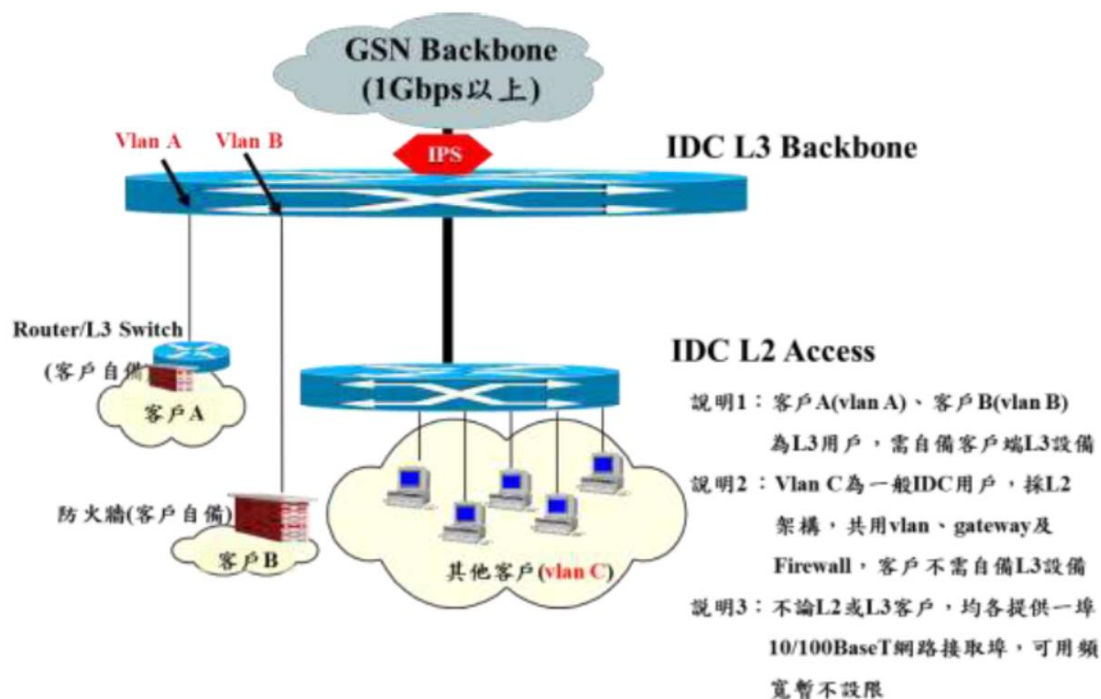 GSN Backbone
(1Gbps以上)
Vlan A
Vlan B
IPS
IDC L3 Backbone
Router/L3 Switch
(客戶自備)
客戶A
防火牆(客戶自備)
客戶B
IDC L2 Access
其他客戶(vlan C)
說明1：客戶A(vlan A)、客戶B(vlan B)
為L3用戶，需自備客戶端L3設備
說明2：Vlan C為一般IDC用戶，採L2
架構，共用vlan、gateway及
Firewall，客戶不需自備L3設備
說明3：不論L2或L3客戶，均各提供一埠
10/100BaseT網路接取埠，可用頻
寬暫不設限